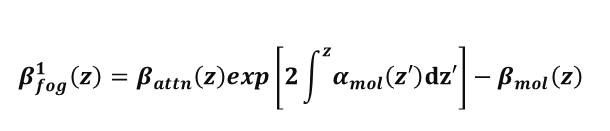 β¹_fog(z) = β_attn(z)exp[2∫^z α_mol(z′)dz′] − β_mol(z)